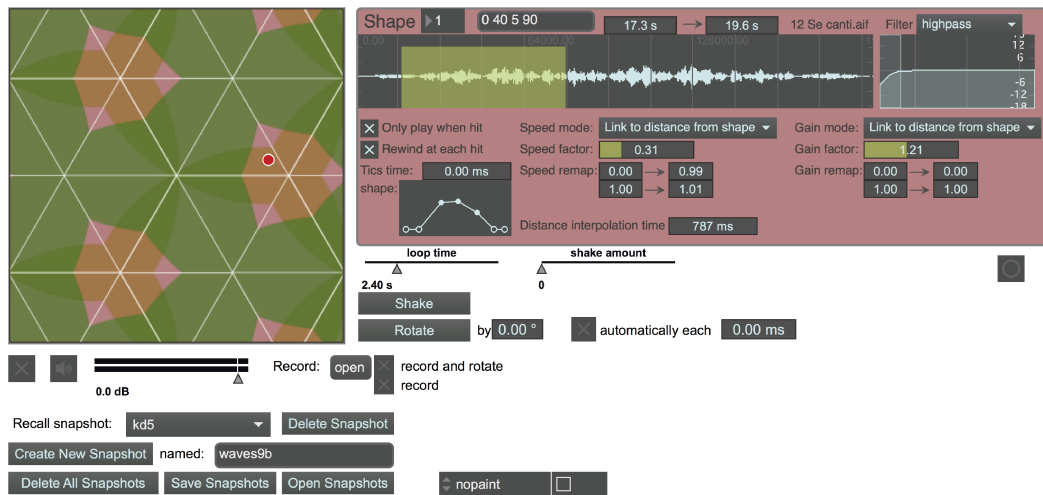 Shape 1 0 40 5 90 17.3 s 19.6 s 12 Se canti.aif Filter highpass
0.00 64000.00 128000.00
12
6
-6
-12
-18
Only play when hit Speed mode: Link to distance from shape Gain mode: Link to distance from shape
Rewind at each hit Speed factor: 0.31 Gain factor: 1.21
Tics time: 0.00 ms Speed remap: 0.00 0.99 Gain remap: 0.00 0.00
shape: 1.00 1.01 1.00 1.00
Distance interpolation time 787 ms
loop time shake amount
2.40 s 0
Shake
Rotate by 0.00 ° automatically each 0.00 ms
Record: open record and rotate
record
0.0 dB
Recall snapshot: kd5 Delete Snapshot
Create New Snapshot named: waves9b
Delete All Snapshots Save Snapshots Open Snapshots nopaint